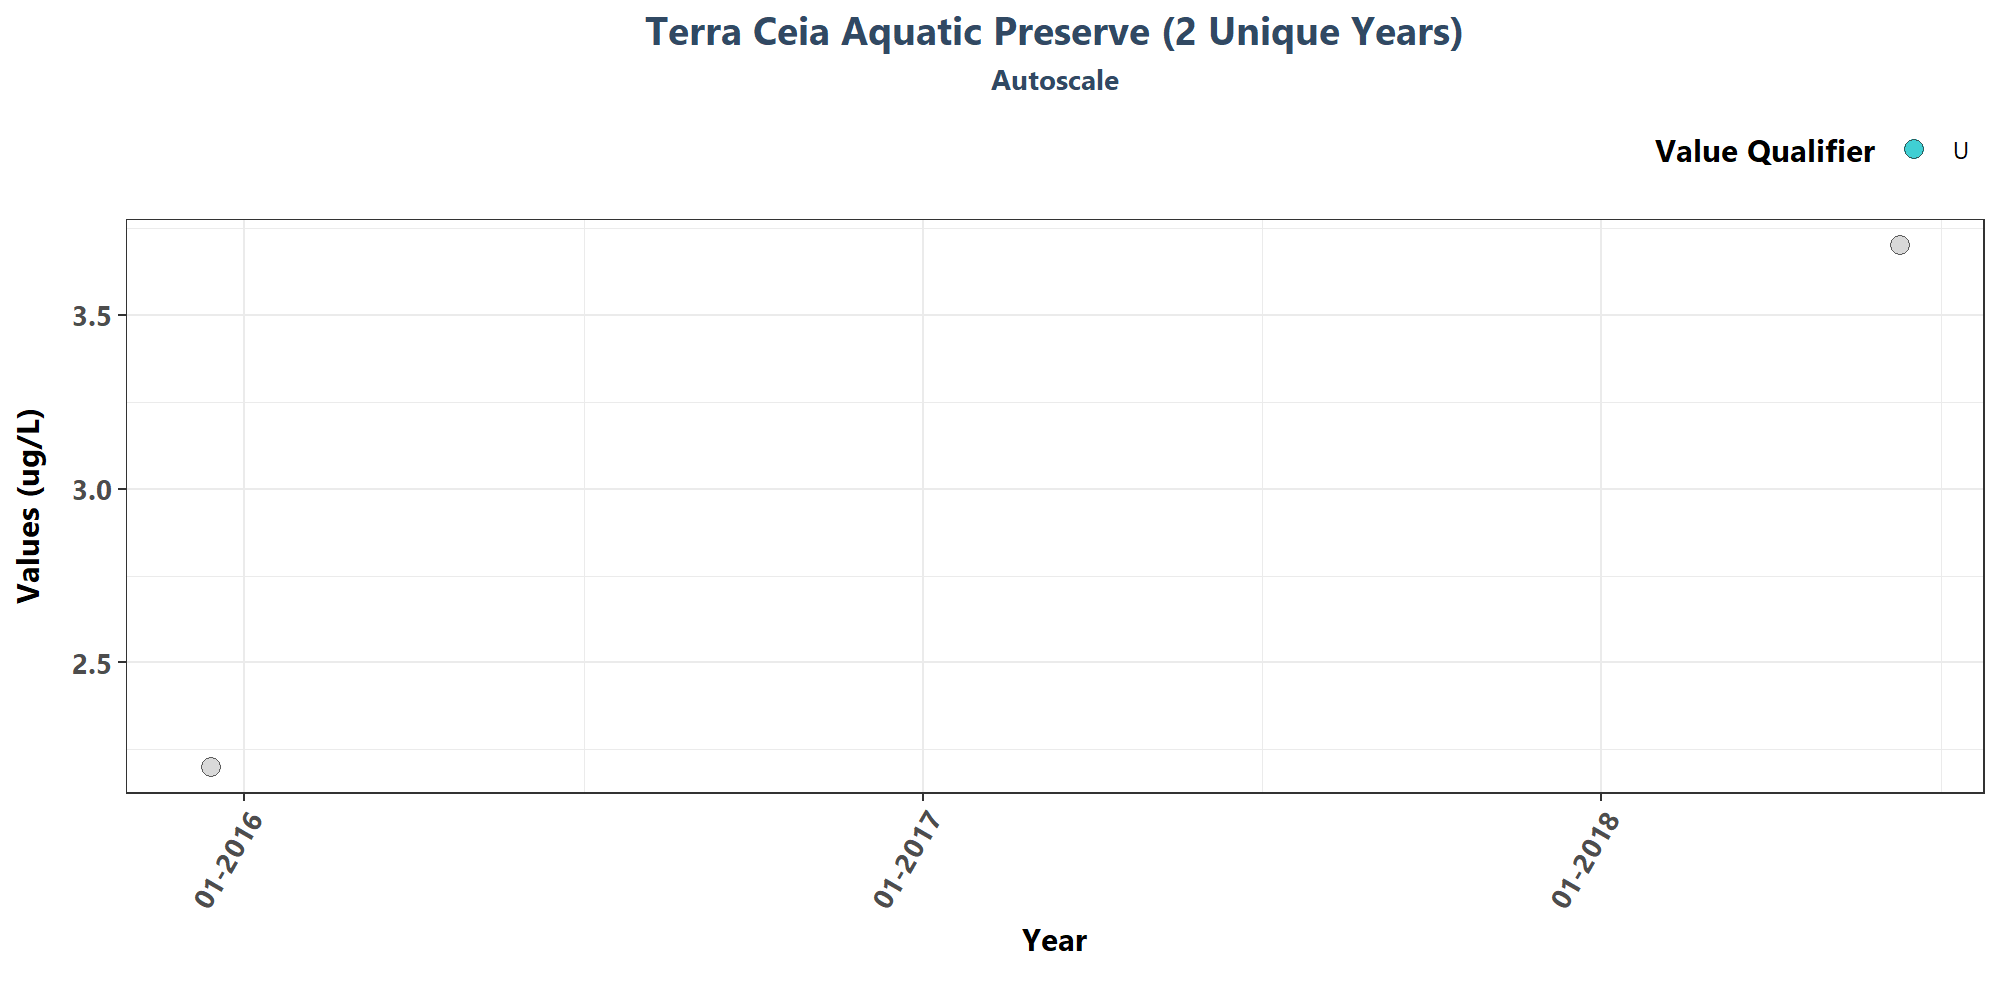 Terra Ceia Aquatic Preserve (2 Unique Years)
Autoscale
Value Qualifier U
3.5
3.0
2.5
Values (ug/L)
01-2016
01-2017
01-2018
Year